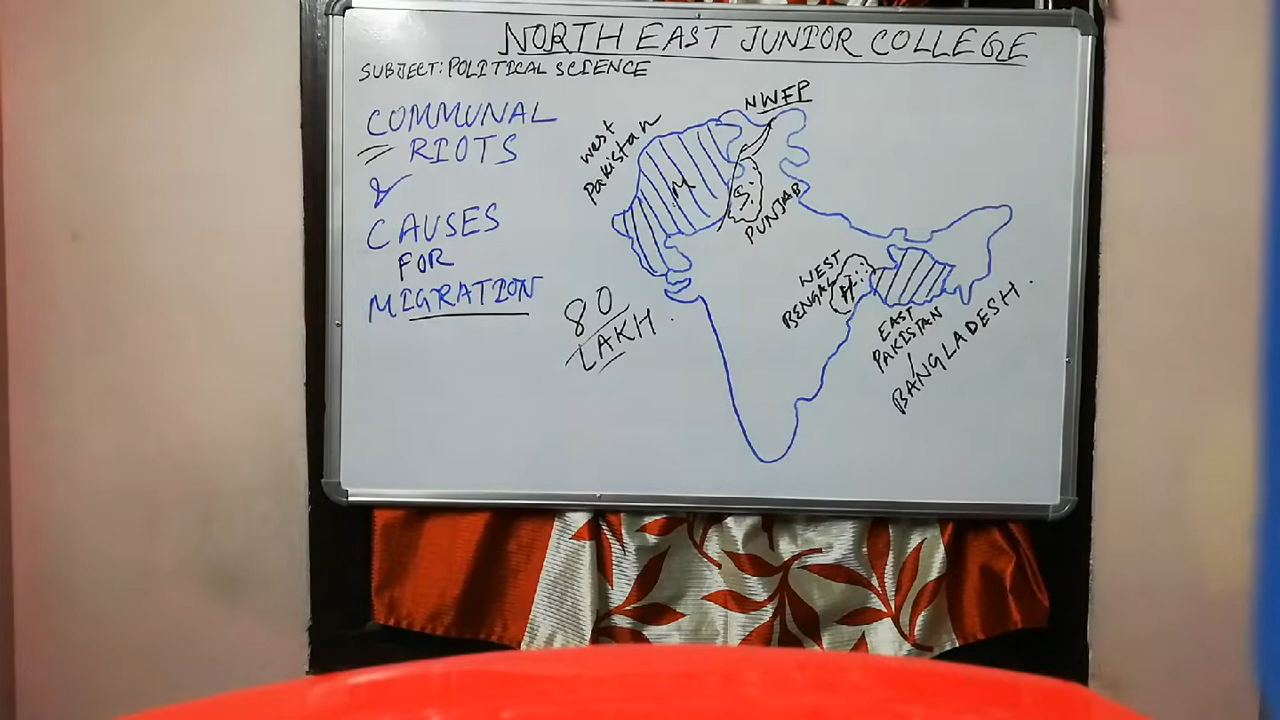 NORTH EAST JUNIOR COLLEGE
SUBJECT: POLITICAL SCIENCE
COMMUNAL
RIOTS
&
CAUSES
FOR
MIGRATION
80
LAKH.
West
Pakistan
M
NWFP
S.
PUNJAB
WEST
BENGAL
H
EAST
PAKISTAN
/
BANGLADESH.